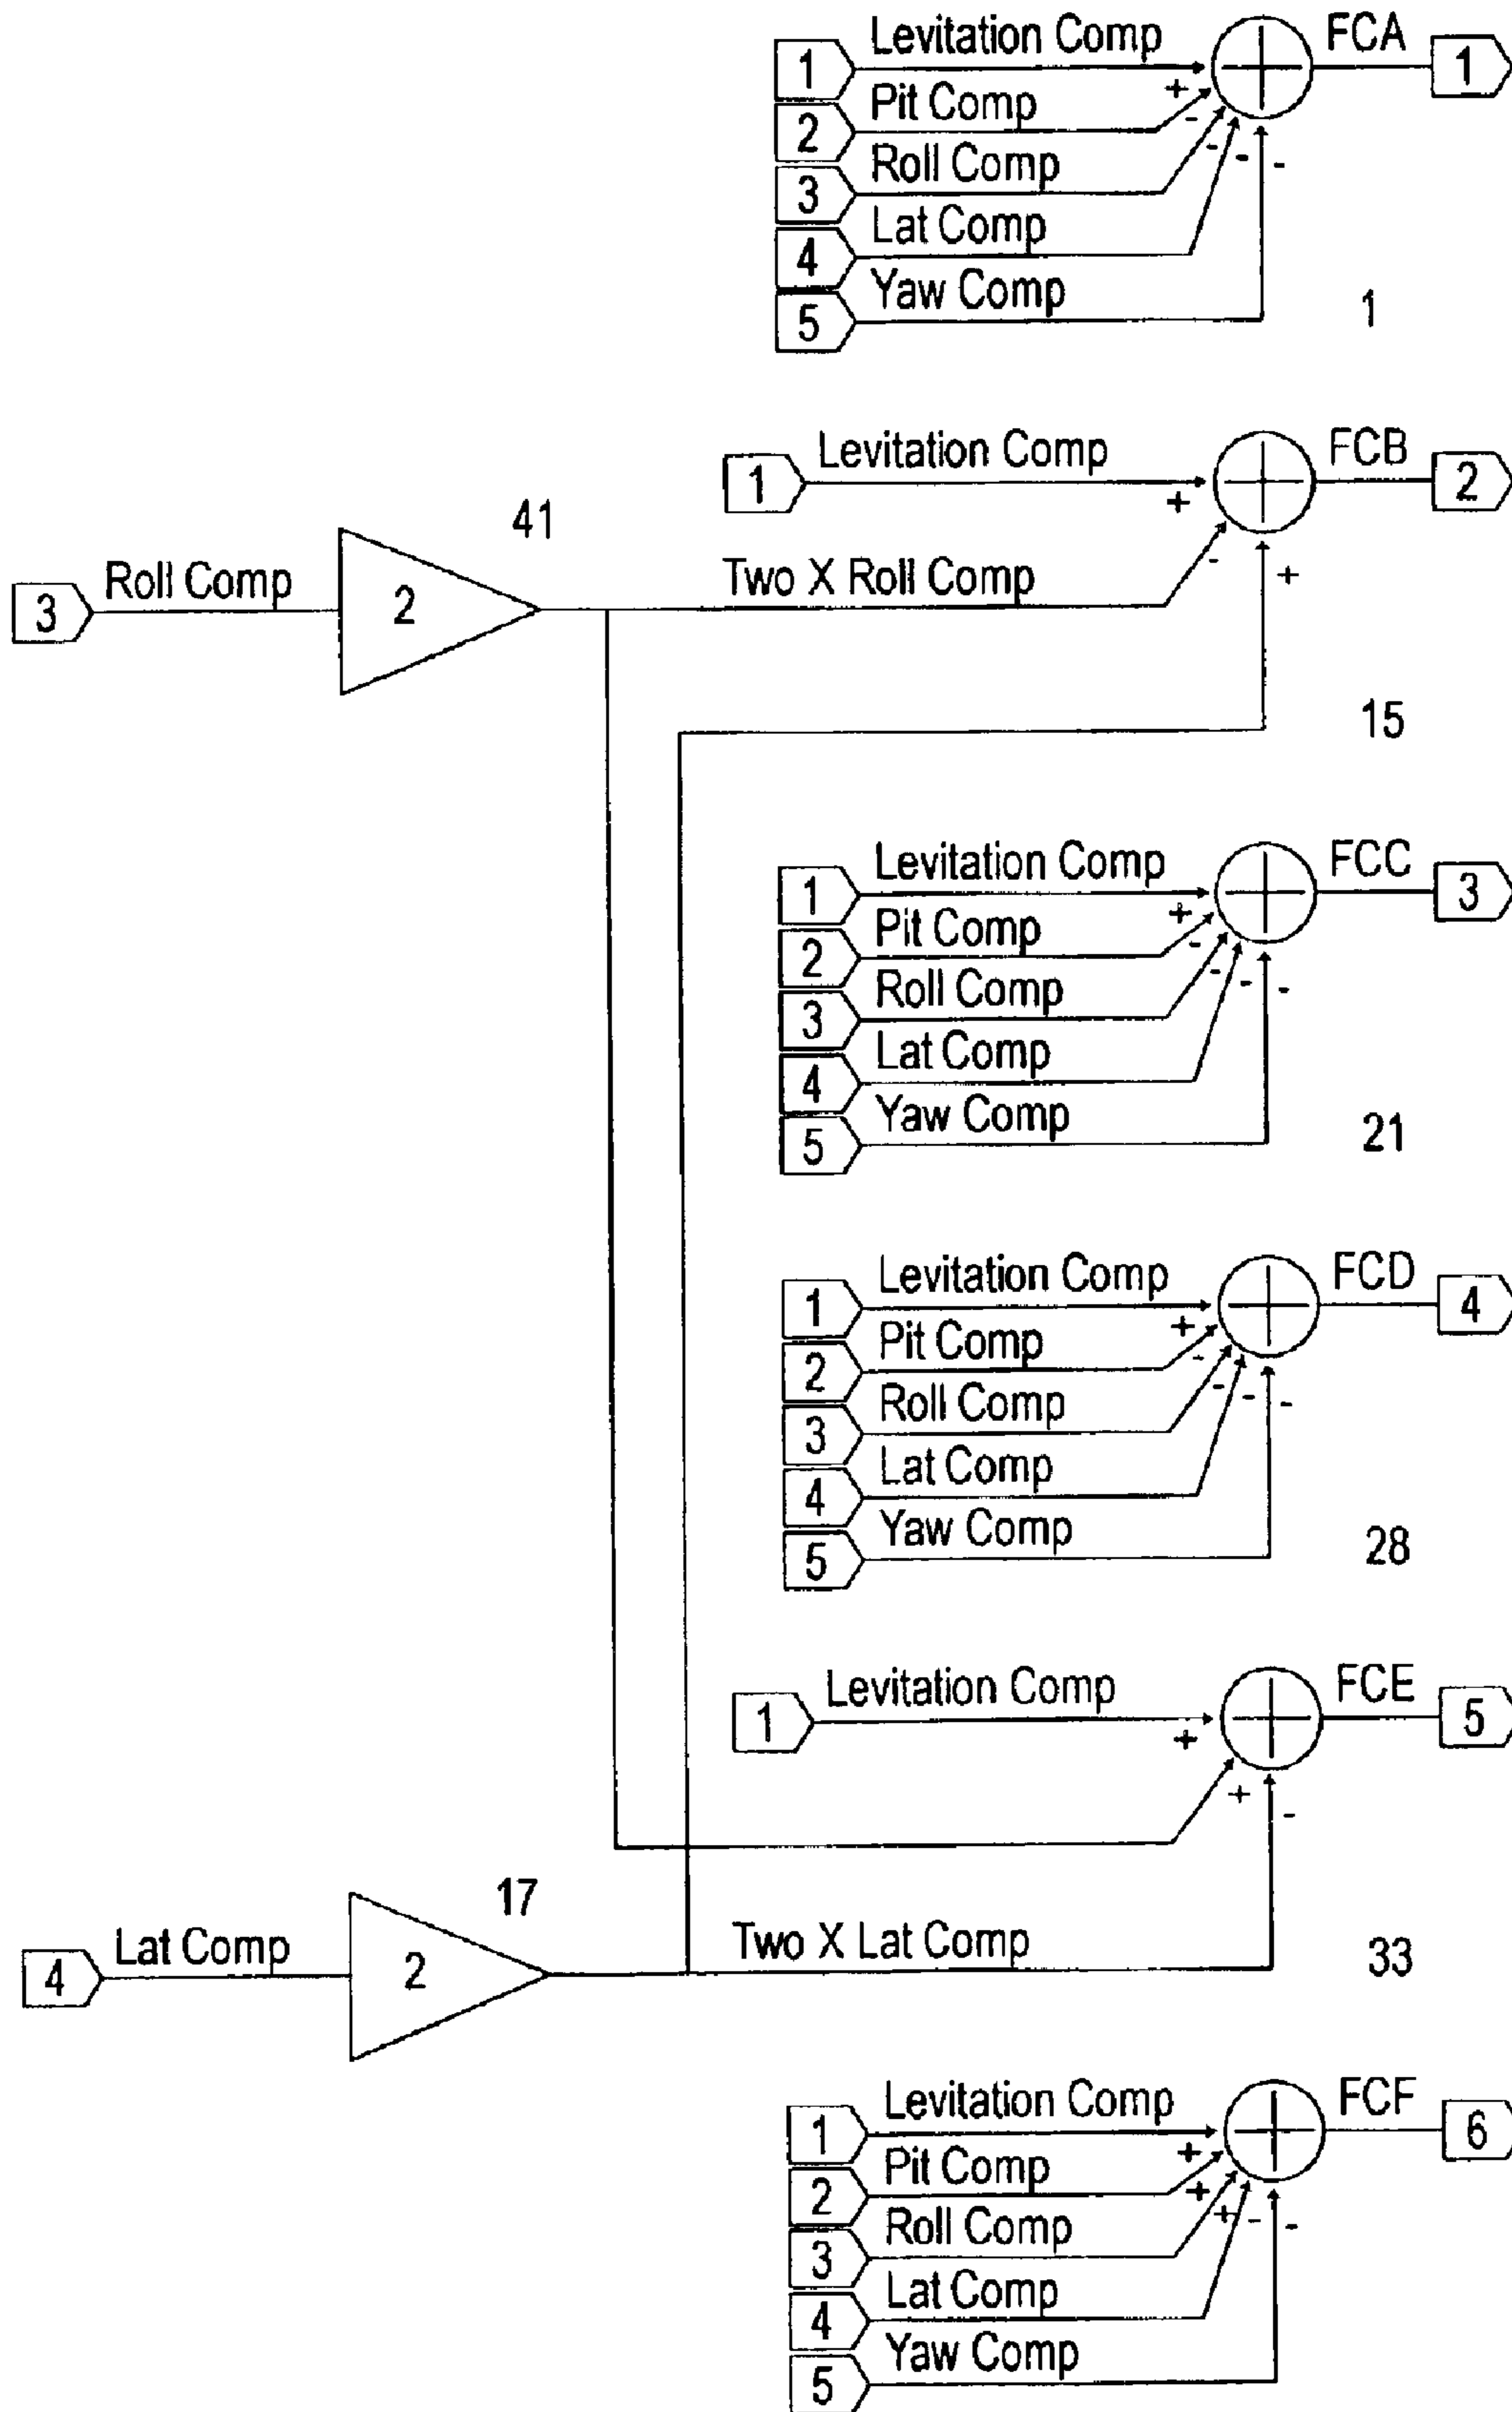 Levitation Comp
FCA
1
1
+
Pit Comp
2
-
Roll Comp
3
-
Lat Comp
4
-
Yaw Comp
5
-
1
Levitation Comp
FCB
1
2
+
41
Roll Comp
3
2
Two X Roll Comp
-
+
15
Levitation Comp
FCC
1
3
+
Pit Comp
2
-
Roll Comp
3
-
Lat Comp
4
-
Yaw Comp
5
-
21
Levitation Comp
FCD
1
4
+
Pit Comp
2
-
Roll Comp
3
-
Lat Comp
4
-
Yaw Comp
5
-
28
Levitation Comp
FCE
1
5
+
+
-
17
Lat Comp
4
2
Two X Lat Comp
33
Levitation Comp
FCF
1
6
+
Pit Comp
2
+
Roll Comp
3
+
Lat Comp
4
-
Yaw Comp
5
-